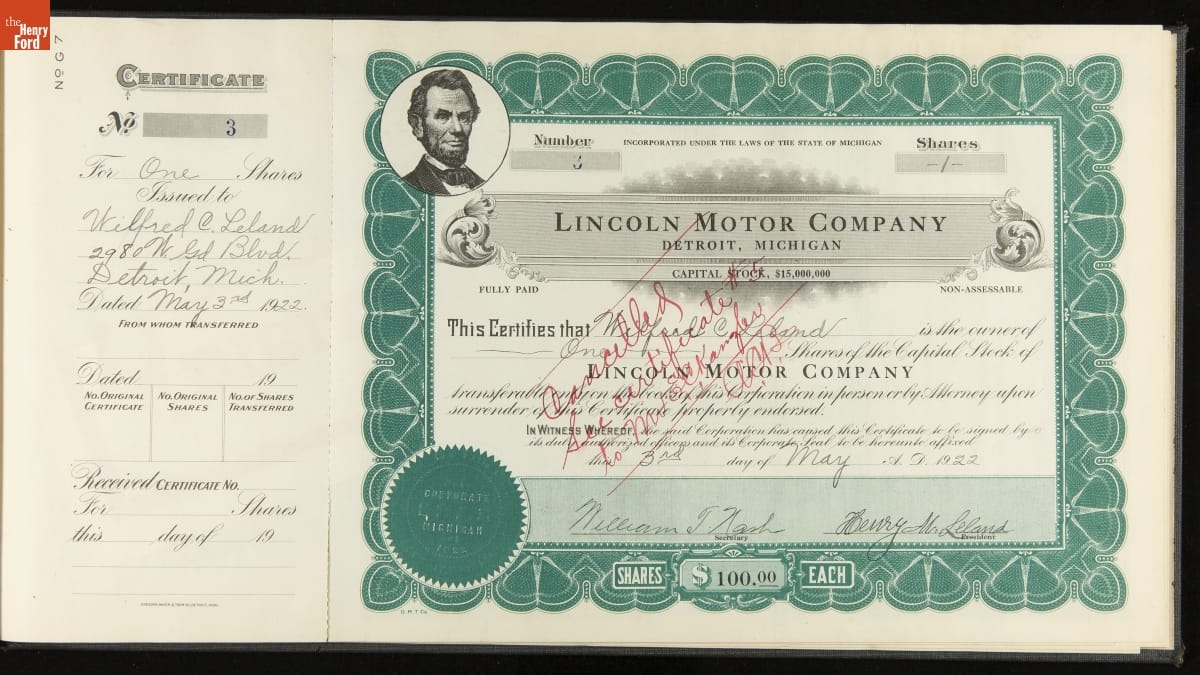 the
Henry
Ford
No G 7
CERTIFICATE
No 3
For One Shares
Issued to
Wilfred C. Leland
2980 W. Gd Blvd.
Detroit, Mich.
Dated May 3rd 1922.
FROM WHOM TRANSFERRED
Dated 19
NO. ORIGINAL CERTIFICATE
NO. ORIGINAL SHARES
NO. OF SHARES TRANSFERRED
Received CERTIFICATE NO.
For Shares
this day of 19
Number
3
INCORPORATED UNDER THE LAWS OF THE STATE OF MICHIGAN
Shares
-1-
LINCOLN MOTOR COMPANY
DETROIT, MICHIGAN
CAPITAL STOCK, $15,000,000
FULLY PAID
NON-ASSESSABLE
This Certifies that Wilfred C. Leland is the owner of
One Shares of the Capital Stock of
LINCOLN MOTOR COMPANY
transferable upon the books of this Corporation in person or by Attorney upon
surrender of this Certificate properly endorsed.
IN WITNESS WHEREOF, the said Corporation has caused this Certificate to be signed by
its duly authorized officers and its Corporate Seal to be hereunto affixed
this 3rd day of May A.D. 1922
Cancelled
See certificate #55
to Mr.
CORPORATE
SEAL
MICHIGAN
William T Nash
Secretary
Henry M. Leland
President
SHARES $100.00 EACH